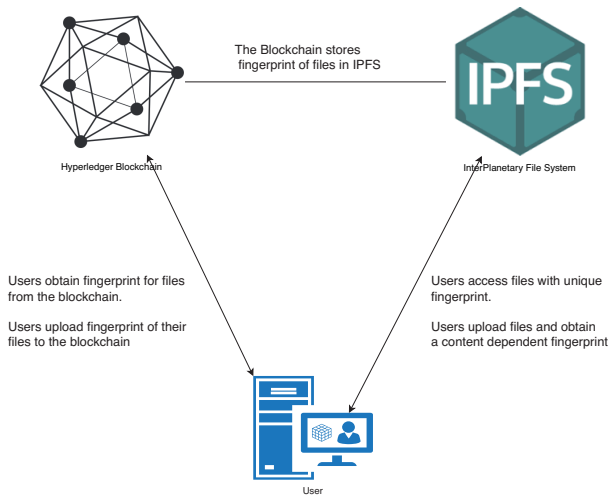 The Blockchain stores
fingerprint of files in IPFS
IPFS
Hyperledger Blockchain
InterPlanetary File System
Users obtain fingerprint for files
from the blockchain.
Users upload fingerprint of their
files to the blockchain
Users access files with unique
fingerprint.
Users upload files and obtain
a content dependent fingerprint
User